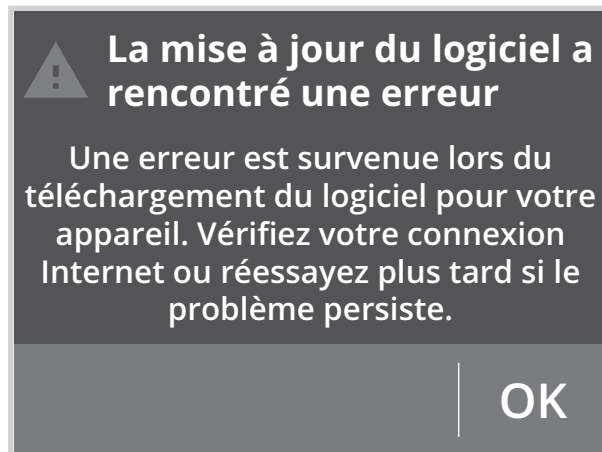 La mise à jour du logiciel a
rencontré une erreur
Une erreur est survenue lors du
téléchargement du logiciel pour votre
appareil. Vérifiez votre connexion
Internet ou réessayez plus tard si le
problème persiste.
OK